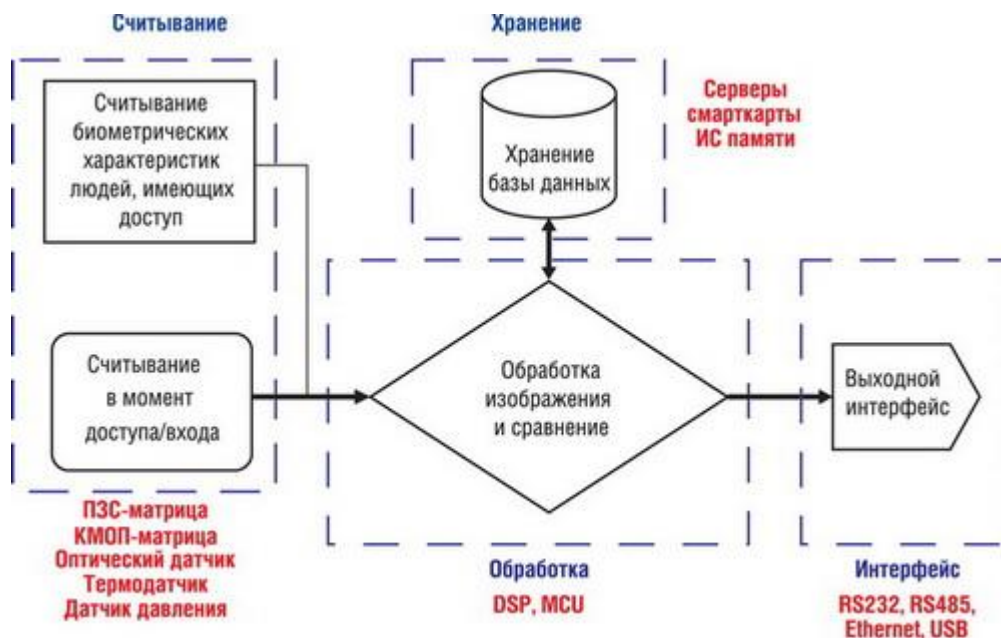 Считывание
Считывание
биометрических
характеристик
людей, имеющих
доступ
Считывание
в момент
доступа/входа
ПЗС-матрица
КМОП-матрица
Оптический датчик
Термодатчик
Датчик давления
Хранение
Хранение
базы данных
Серверы
смарткарты
ИС памяти
Обработка
изображения
и сравнение
Обработка
DSP, MCU
Выходной
интерфейс
Интерфейс
RS232, RS485,
Ethernet, USB